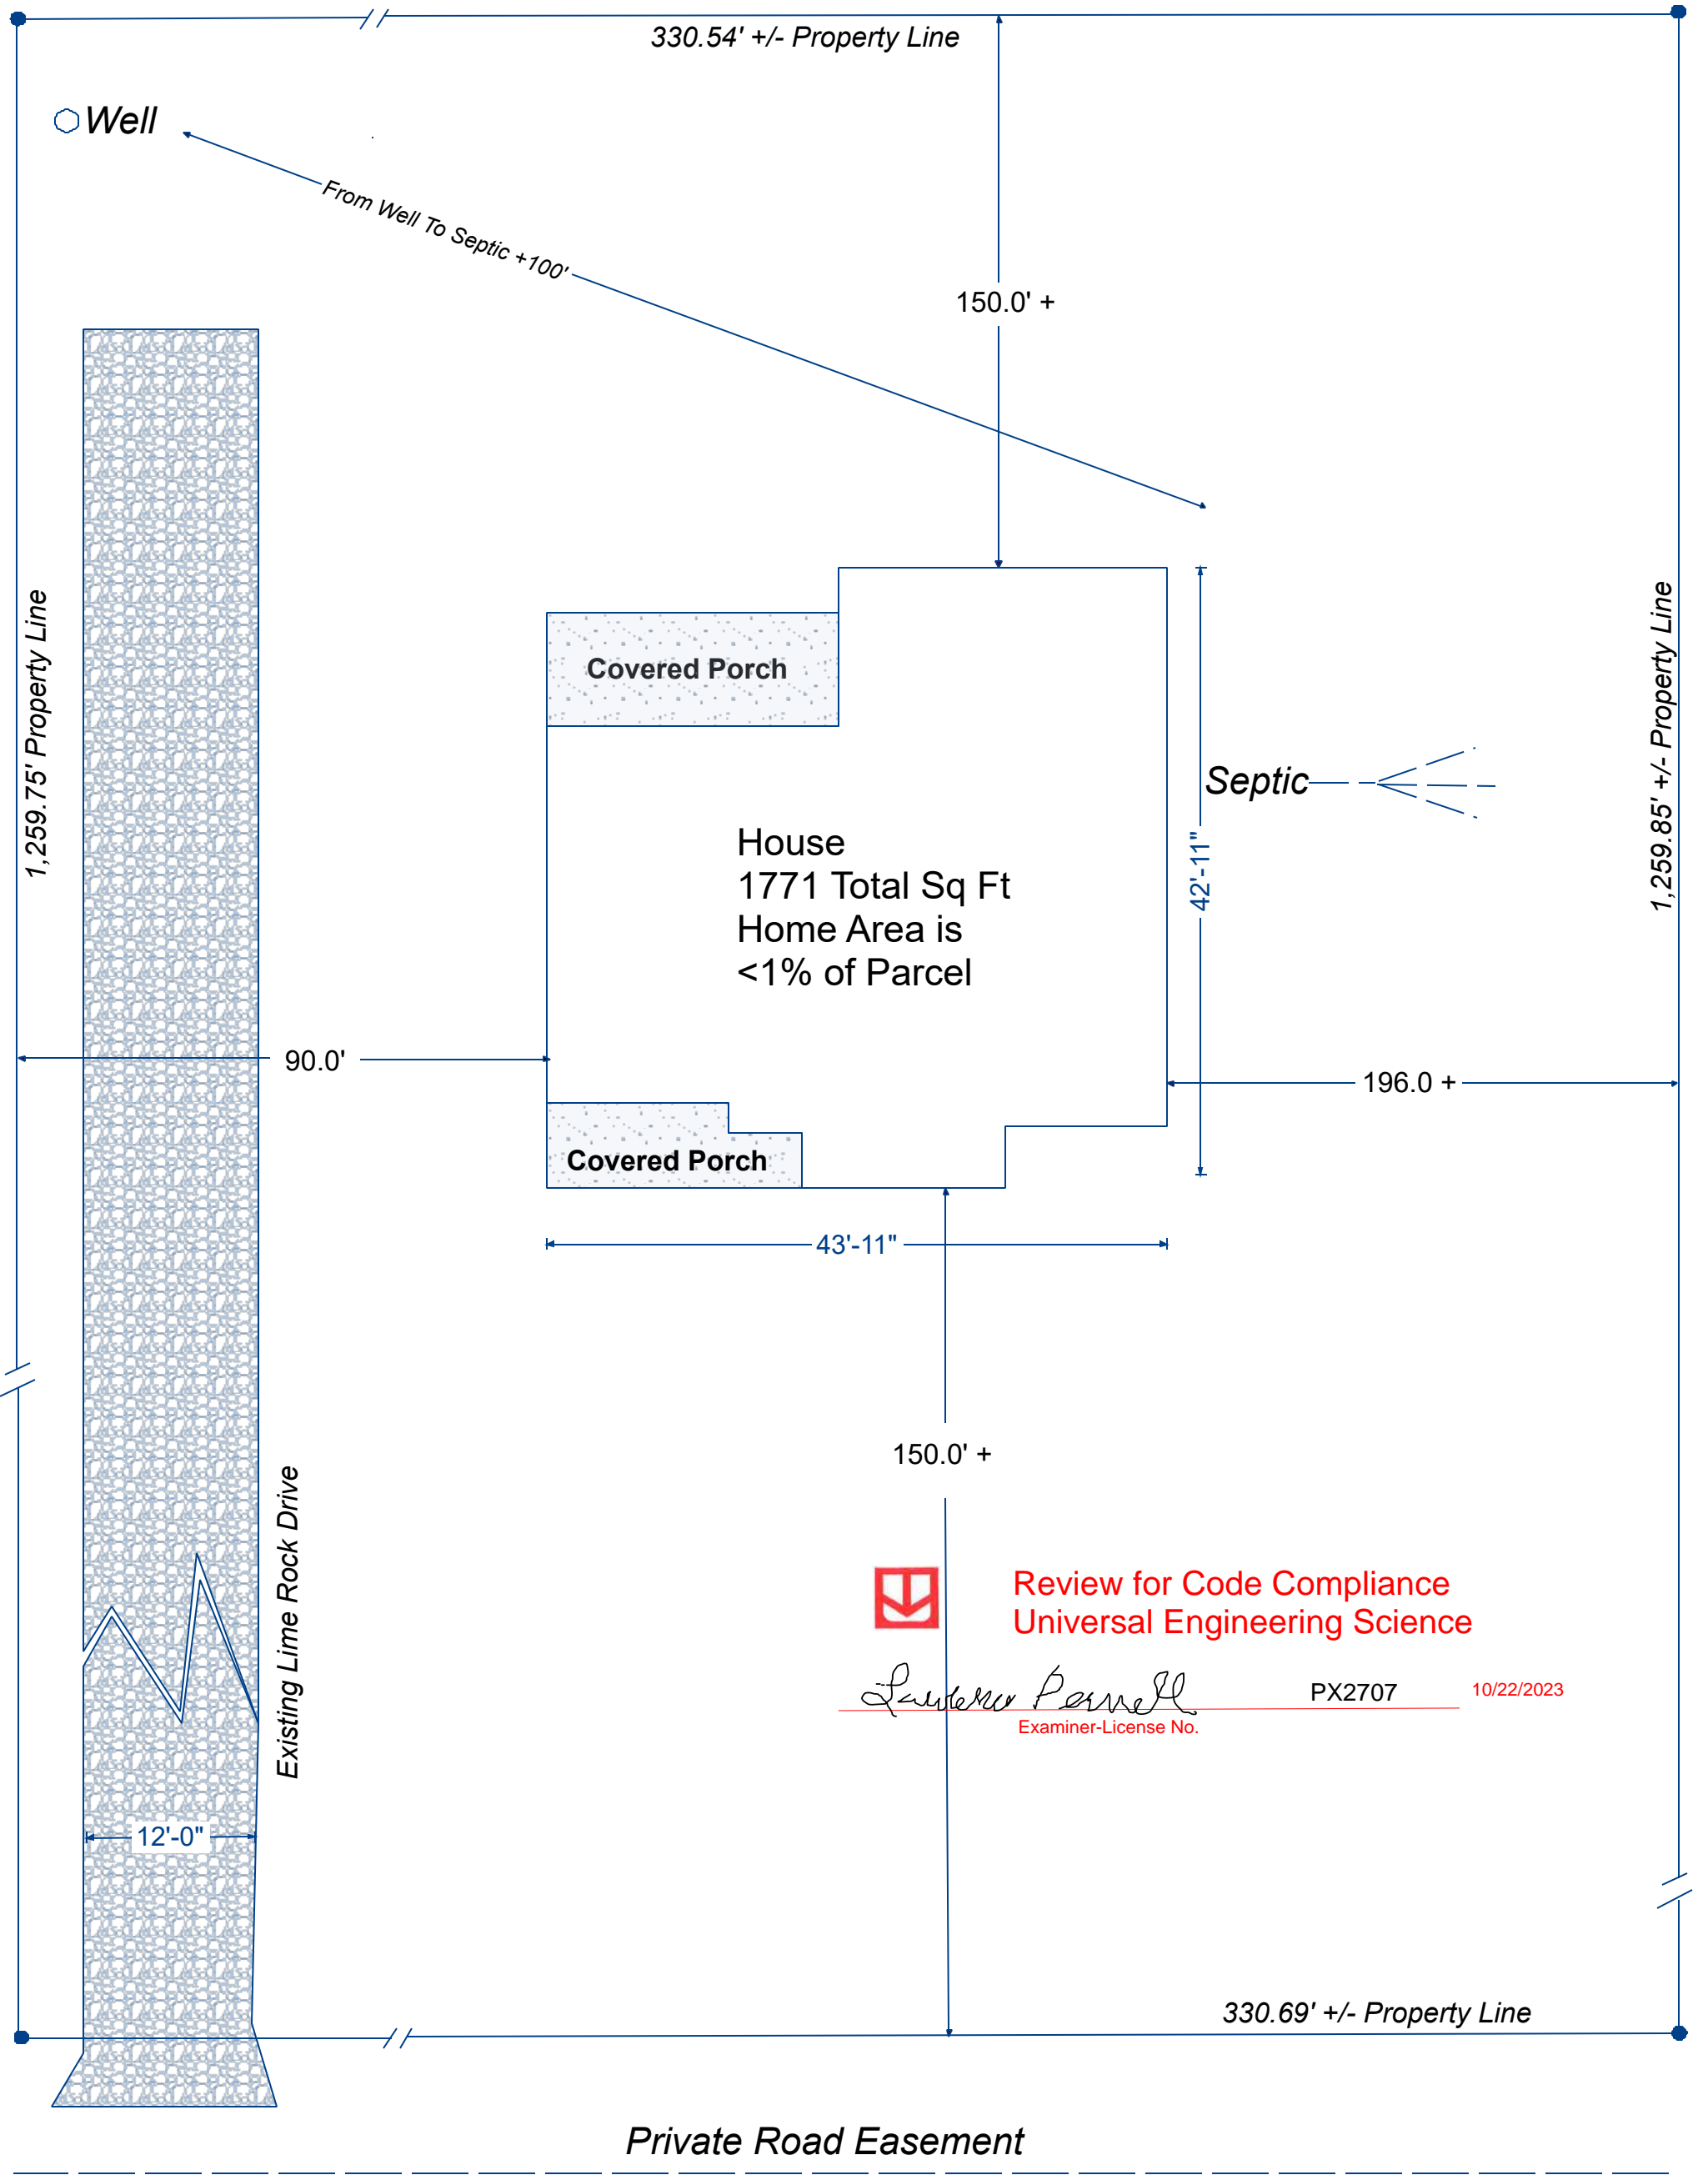 330.54' +/- Property Line
Well
From Well To Septic +100'
150.0' +
1,259.75' Property Line
1,259.85' +/- Property Line
Covered Porch
Septic
42'-11"
House
1771 Total Sq Ft
Home Area is
<1% of Parcel
90.0'
196.0 +
Covered Porch
43'-11"
150.0' +
Existing Lime Rock Drive
Review for Code Compliance
Universal Engineering Science
PX2707
10/22/2023
Examiner-License No.
12'-0"
330.69' +/- Property Line
Private Road Easement